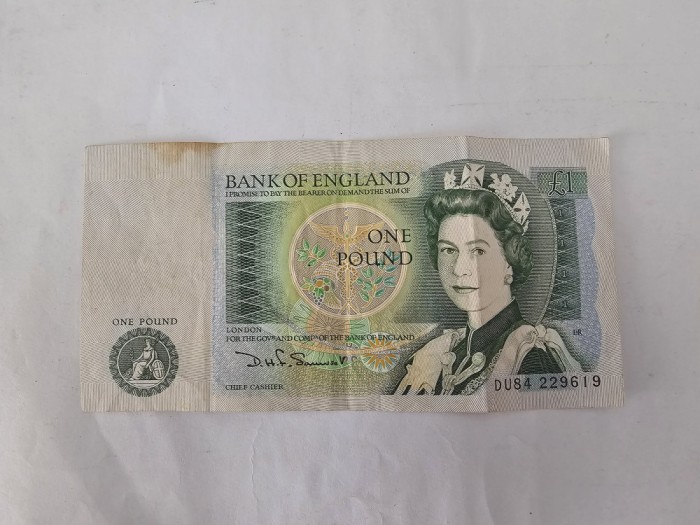 BANK OF ENGLAND
I PROMISE TO PAY THE BEARER ON DEMAND THE SUM OF
£1
ONE
POUND
ONE POUND
LONDON
FOR THE GOVR AND COMPA OF THE BANK OF ENGLAND
D.H.F. Somerset
CHIEF CASHIER
DU84 229619